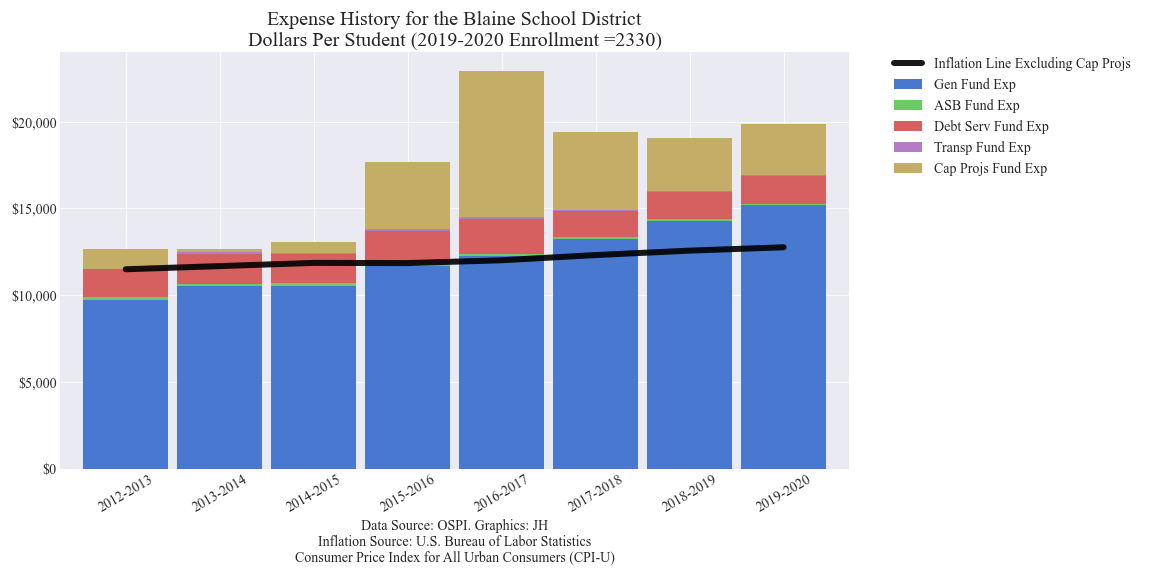 Expense History for the Blaine School District
Dollars Per Student (2019-2020 Enrollment =2330)
Inflation Line Excluding Cap Projs
Gen Fund Exp
ASB Fund Exp
Debt Serv Fund Exp
Transp Fund Exp
Cap Projs Fund Exp
$20,000
$15,000
$10,000
$5,000
$0
2012-2013
2013-2014
2014-2015
2015-2016
2016-2017
2017-2018
2018-2019
2019-2020
Data Source: OSPI. Graphics: JH
Inflation Source: U.S. Bureau of Labor Statistics
Consumer Price Index for All Urban Consumers (CPI-U)